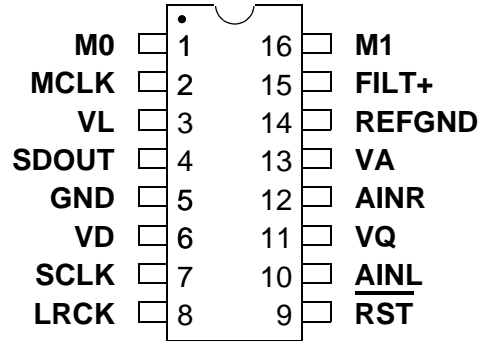 M0 1 16 M1
MCLK 2 15 FILT+
VL 3 14 REFGND
SDOUT 4 13 VA
GND 5 12 AINR
VD 6 11 VQ
SCLK 7 10 AINL
LRCK 8 9 R̅S̅T̅